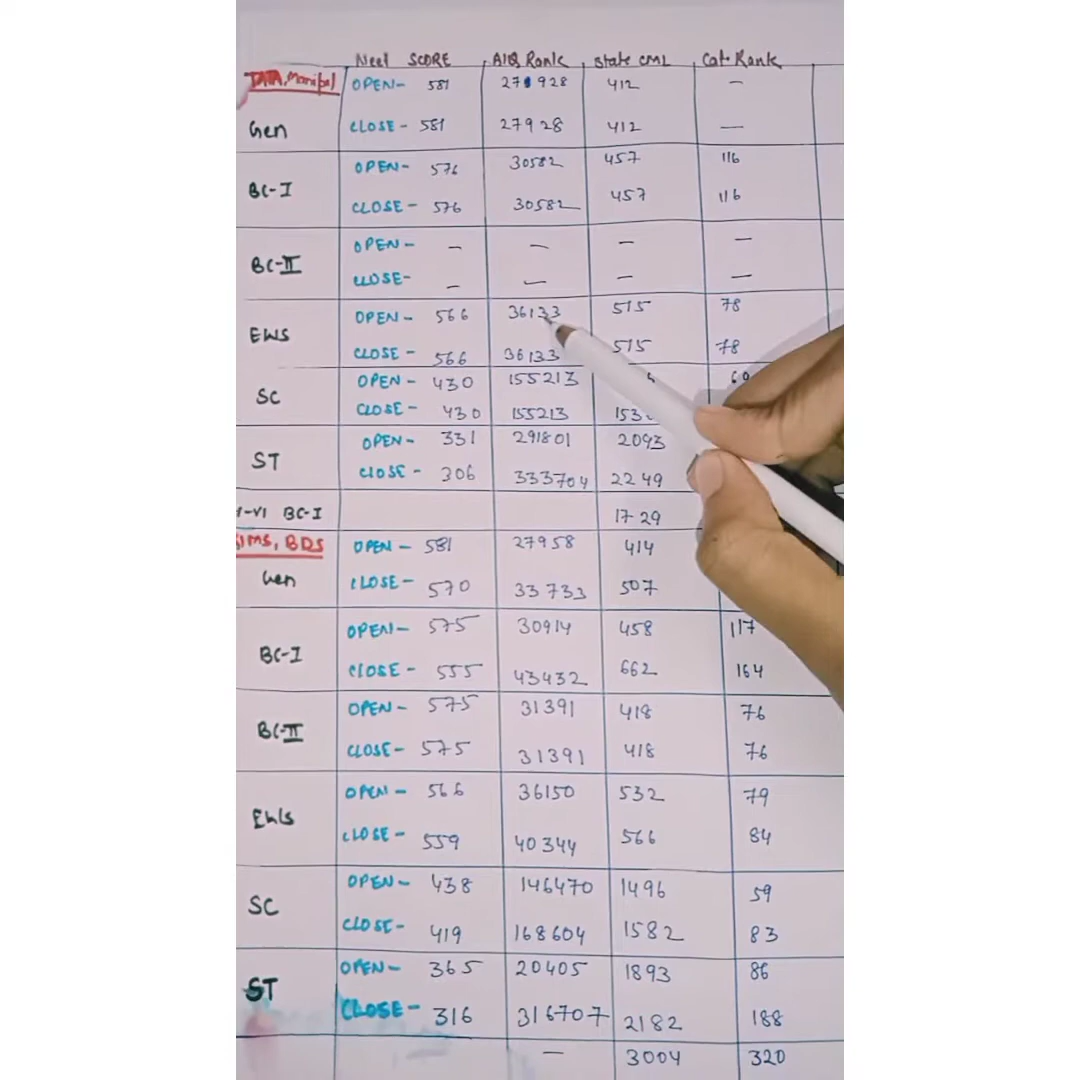 Neet SCORE AIQ Rank State CML Cat. Rank
TATA, Manipal OPEN- 581 27928 412 —
Gen CLOSE- 581 27928 412 —
OPEN- 576 30582 457 116
BC-I
CLOSE- 576 30582 457 116
OPEN- — — — —
BC-II
CLOSE- — — — —
OPEN- 566 36133 515 78
EWS
CLOSE- 566 36133 515 78
OPEN- 430 155213
SC
CLOSE- 430 155213
OPEN- 331 291801 2093
ST
CLOSE- 306 333704 2249
BC-I 1729
BDS OPEN- 581 27958 414
Gen CLOSE- 570 33733 507
OPEN- 575 30914 458 117
BC-I
CLOSE- 555 43432 662 164
OPEN- 575 31391 418 76
BC-II
CLOSE- 575 31391 418 76
OPEN- 566 36150 532 79
EWS
CLOSE- 559 40344 566 84
OPEN- 438 146470 1496 59
SC
CLOSE- 419 168604 1582 83
OPEN- 365 20405 1893 86
ST
CLOSE- 316 316707 2182 188
— 3004 320